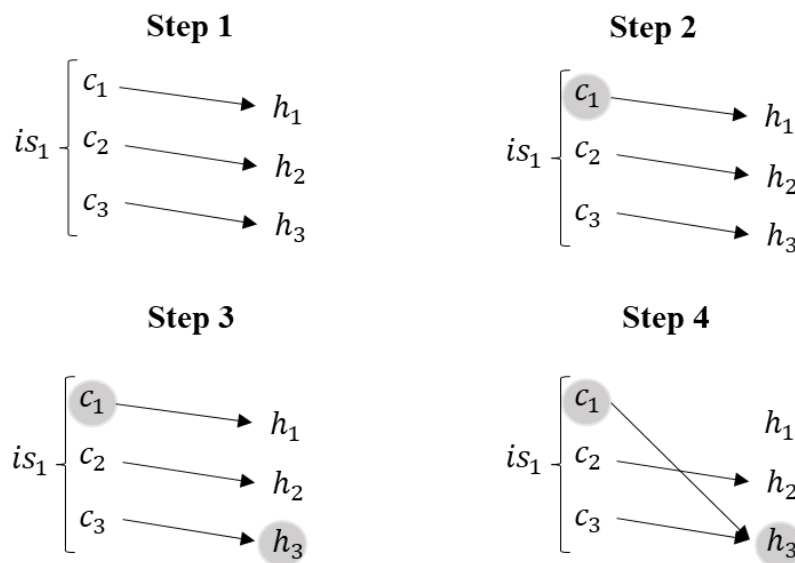 Step 1
c₁ h₁
is₁ c₂ h₂
c₃ h₃
Step 2
c₁ h₁
is₁ c₂ h₂
c₃ h₃
Step 3
c₁ h₁
is₁ c₂ h₂
c₃ h₃
Step 4
c₁ h₁
is₁ c₂ h₂
c₃ h₃